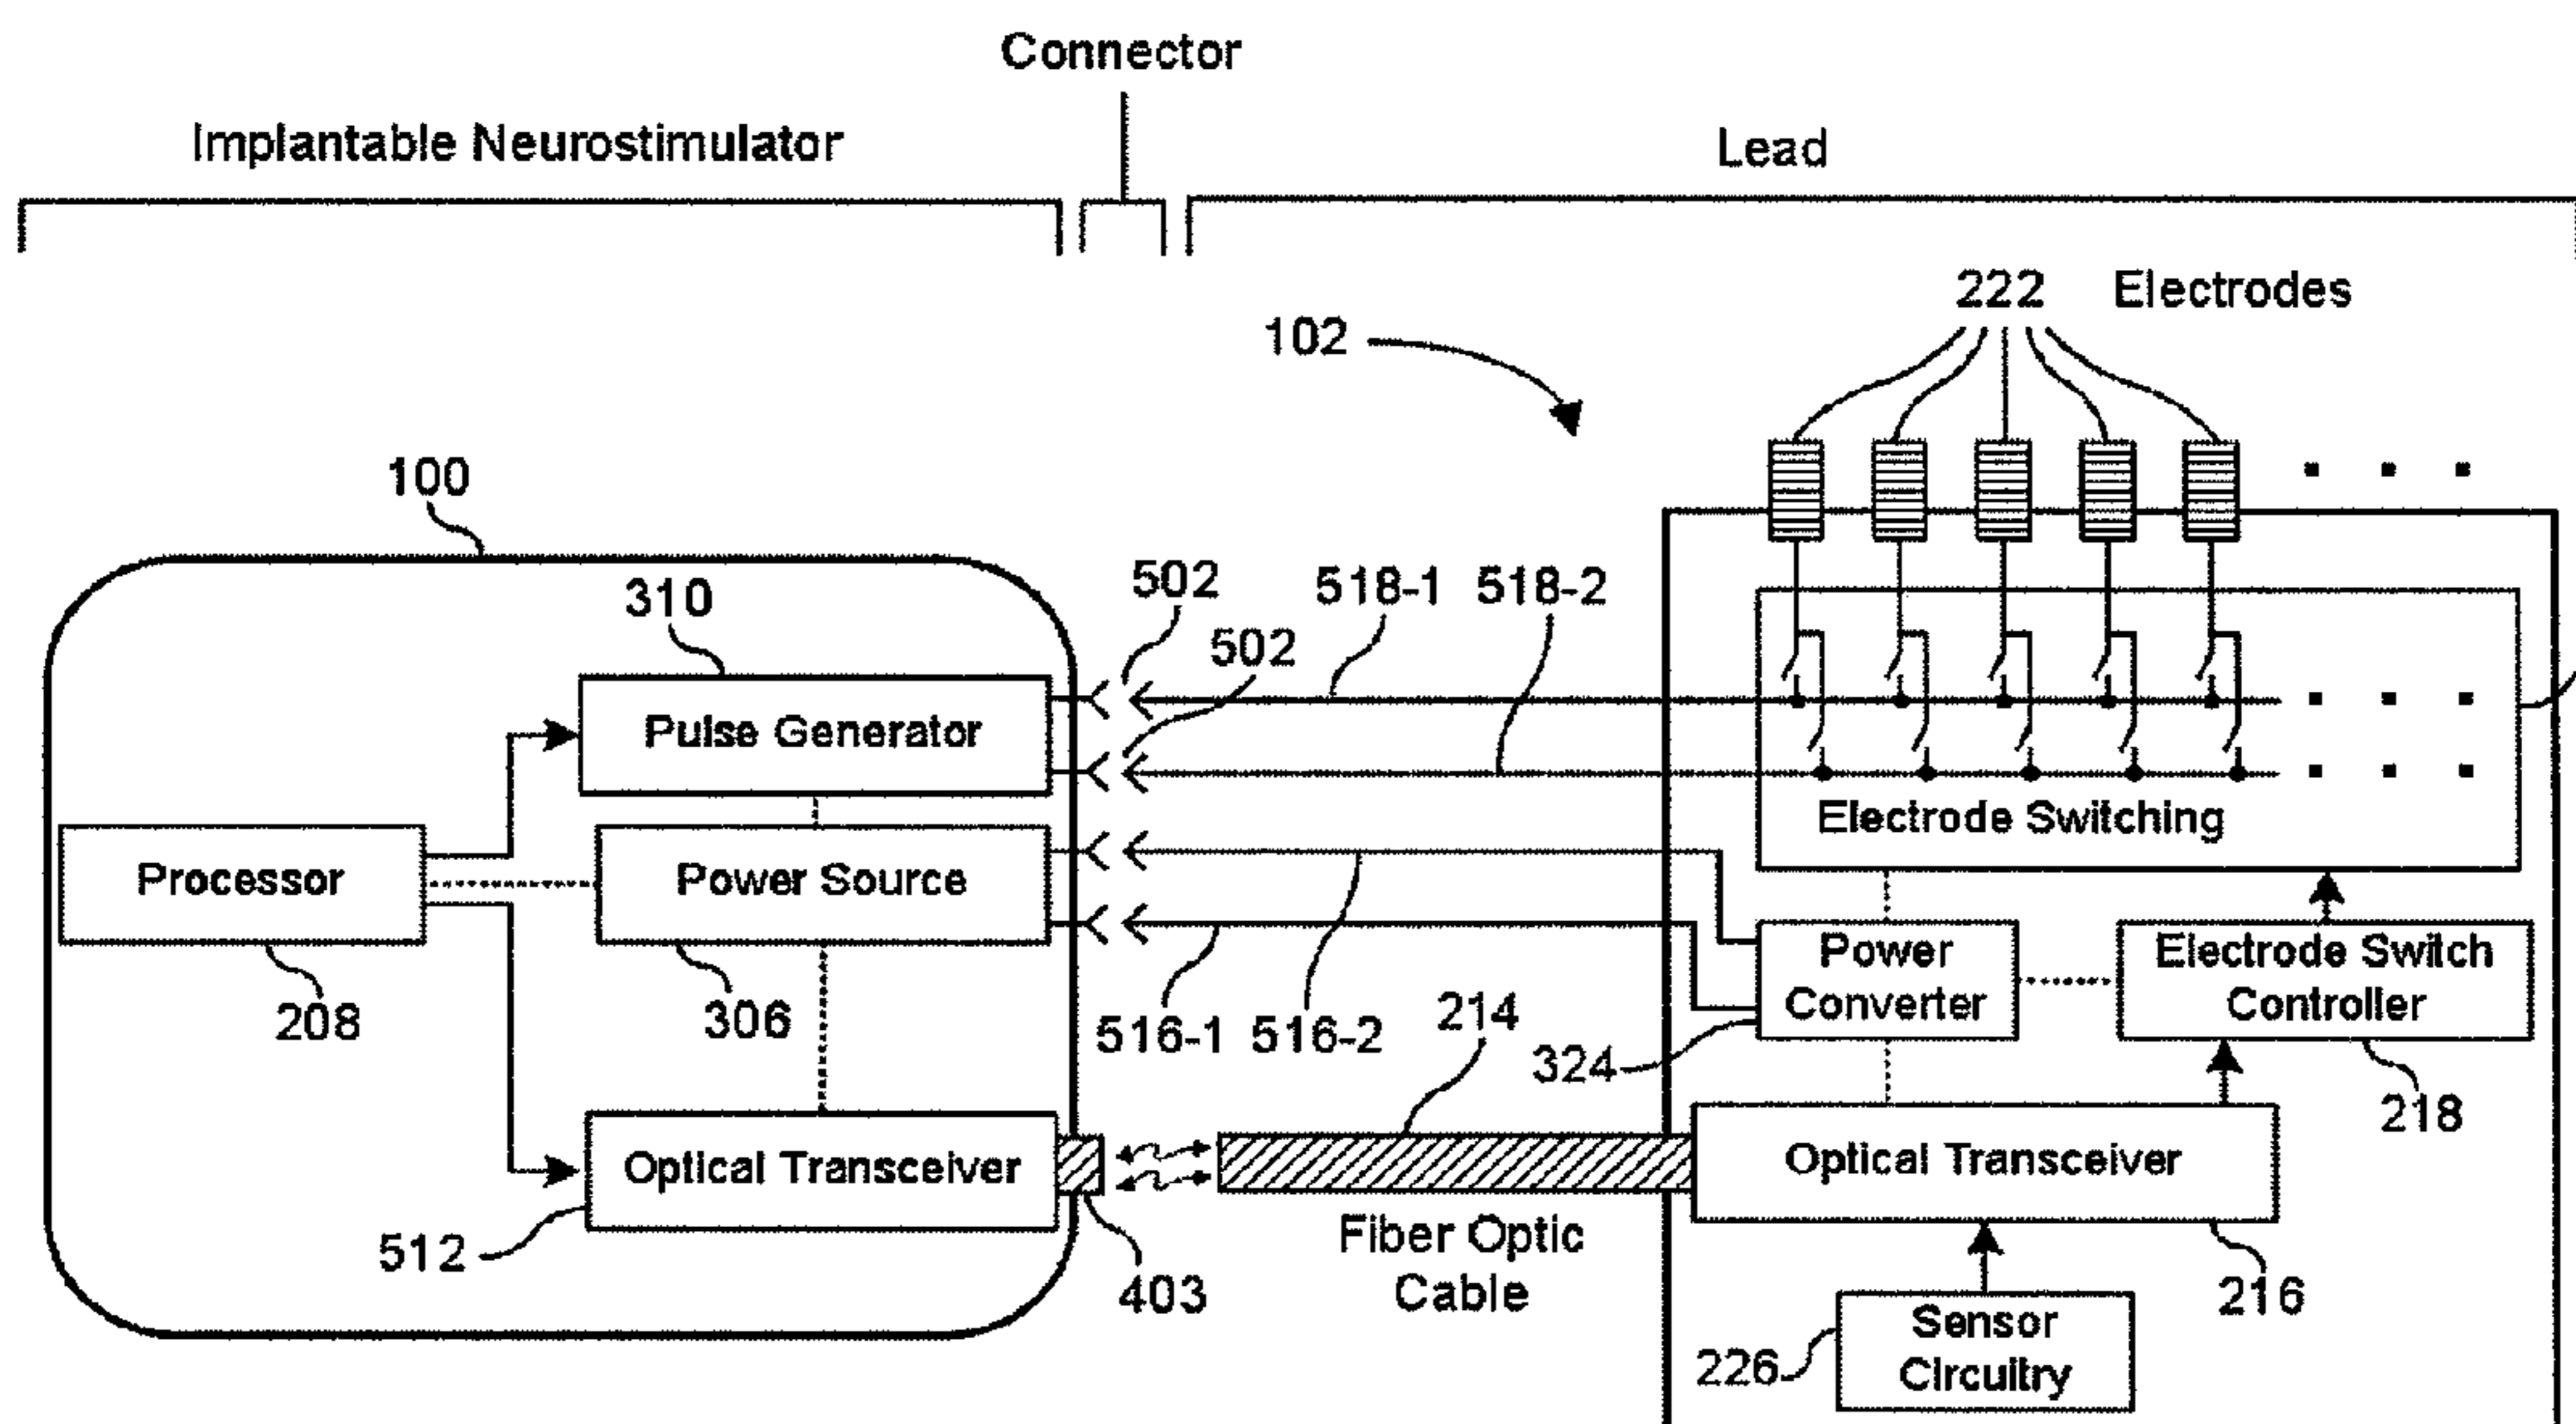 Connector
Implantable Neurostimulator
Lead
222 Electrodes
102
100
310
502
518-1
518-2
502
Pulse Generator
Electrode Switching
Processor
Power Source
Power
Converter
Electrode Switch
Controller
208
306
516-1
516-2
214
324
218
Optical Transceiver
Optical Transceiver
512
403
Fiber Optic
Cable
216
226
Sensor
Circuitry